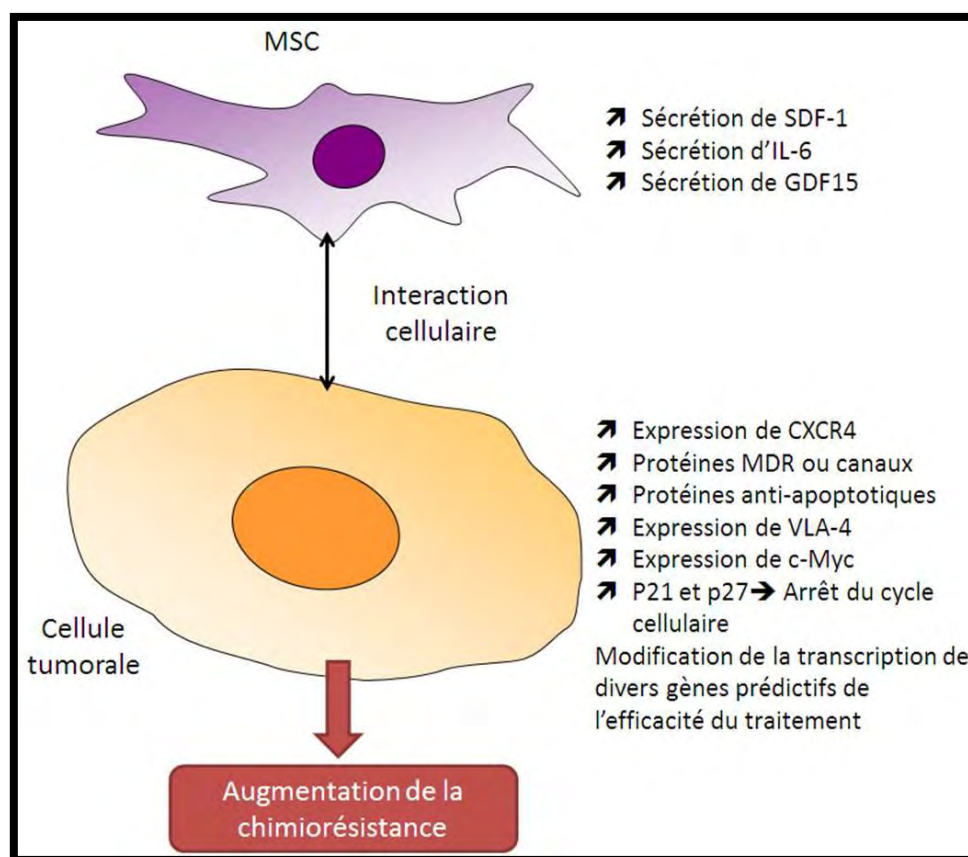 MSC
↗ Sécrétion de SDF-1
↗ Sécrétion d'IL-6
↗ Sécrétion de GDF15
Interaction
cellulaire
↗ Expression de CXCR4
↗ Protéines MDR ou canaux
↗ Protéines anti-apoptotiques
↗ Expression de VLA-4
↗ Expression de c-Myc
↗ P21 et p27➔ Arrêt du cycle
cellulaire
Modification de la transcription de
divers gènes prédictifs de
l'efficacité du traitement
Cellule
tumorale
Augmentation de la
chimiorésistance